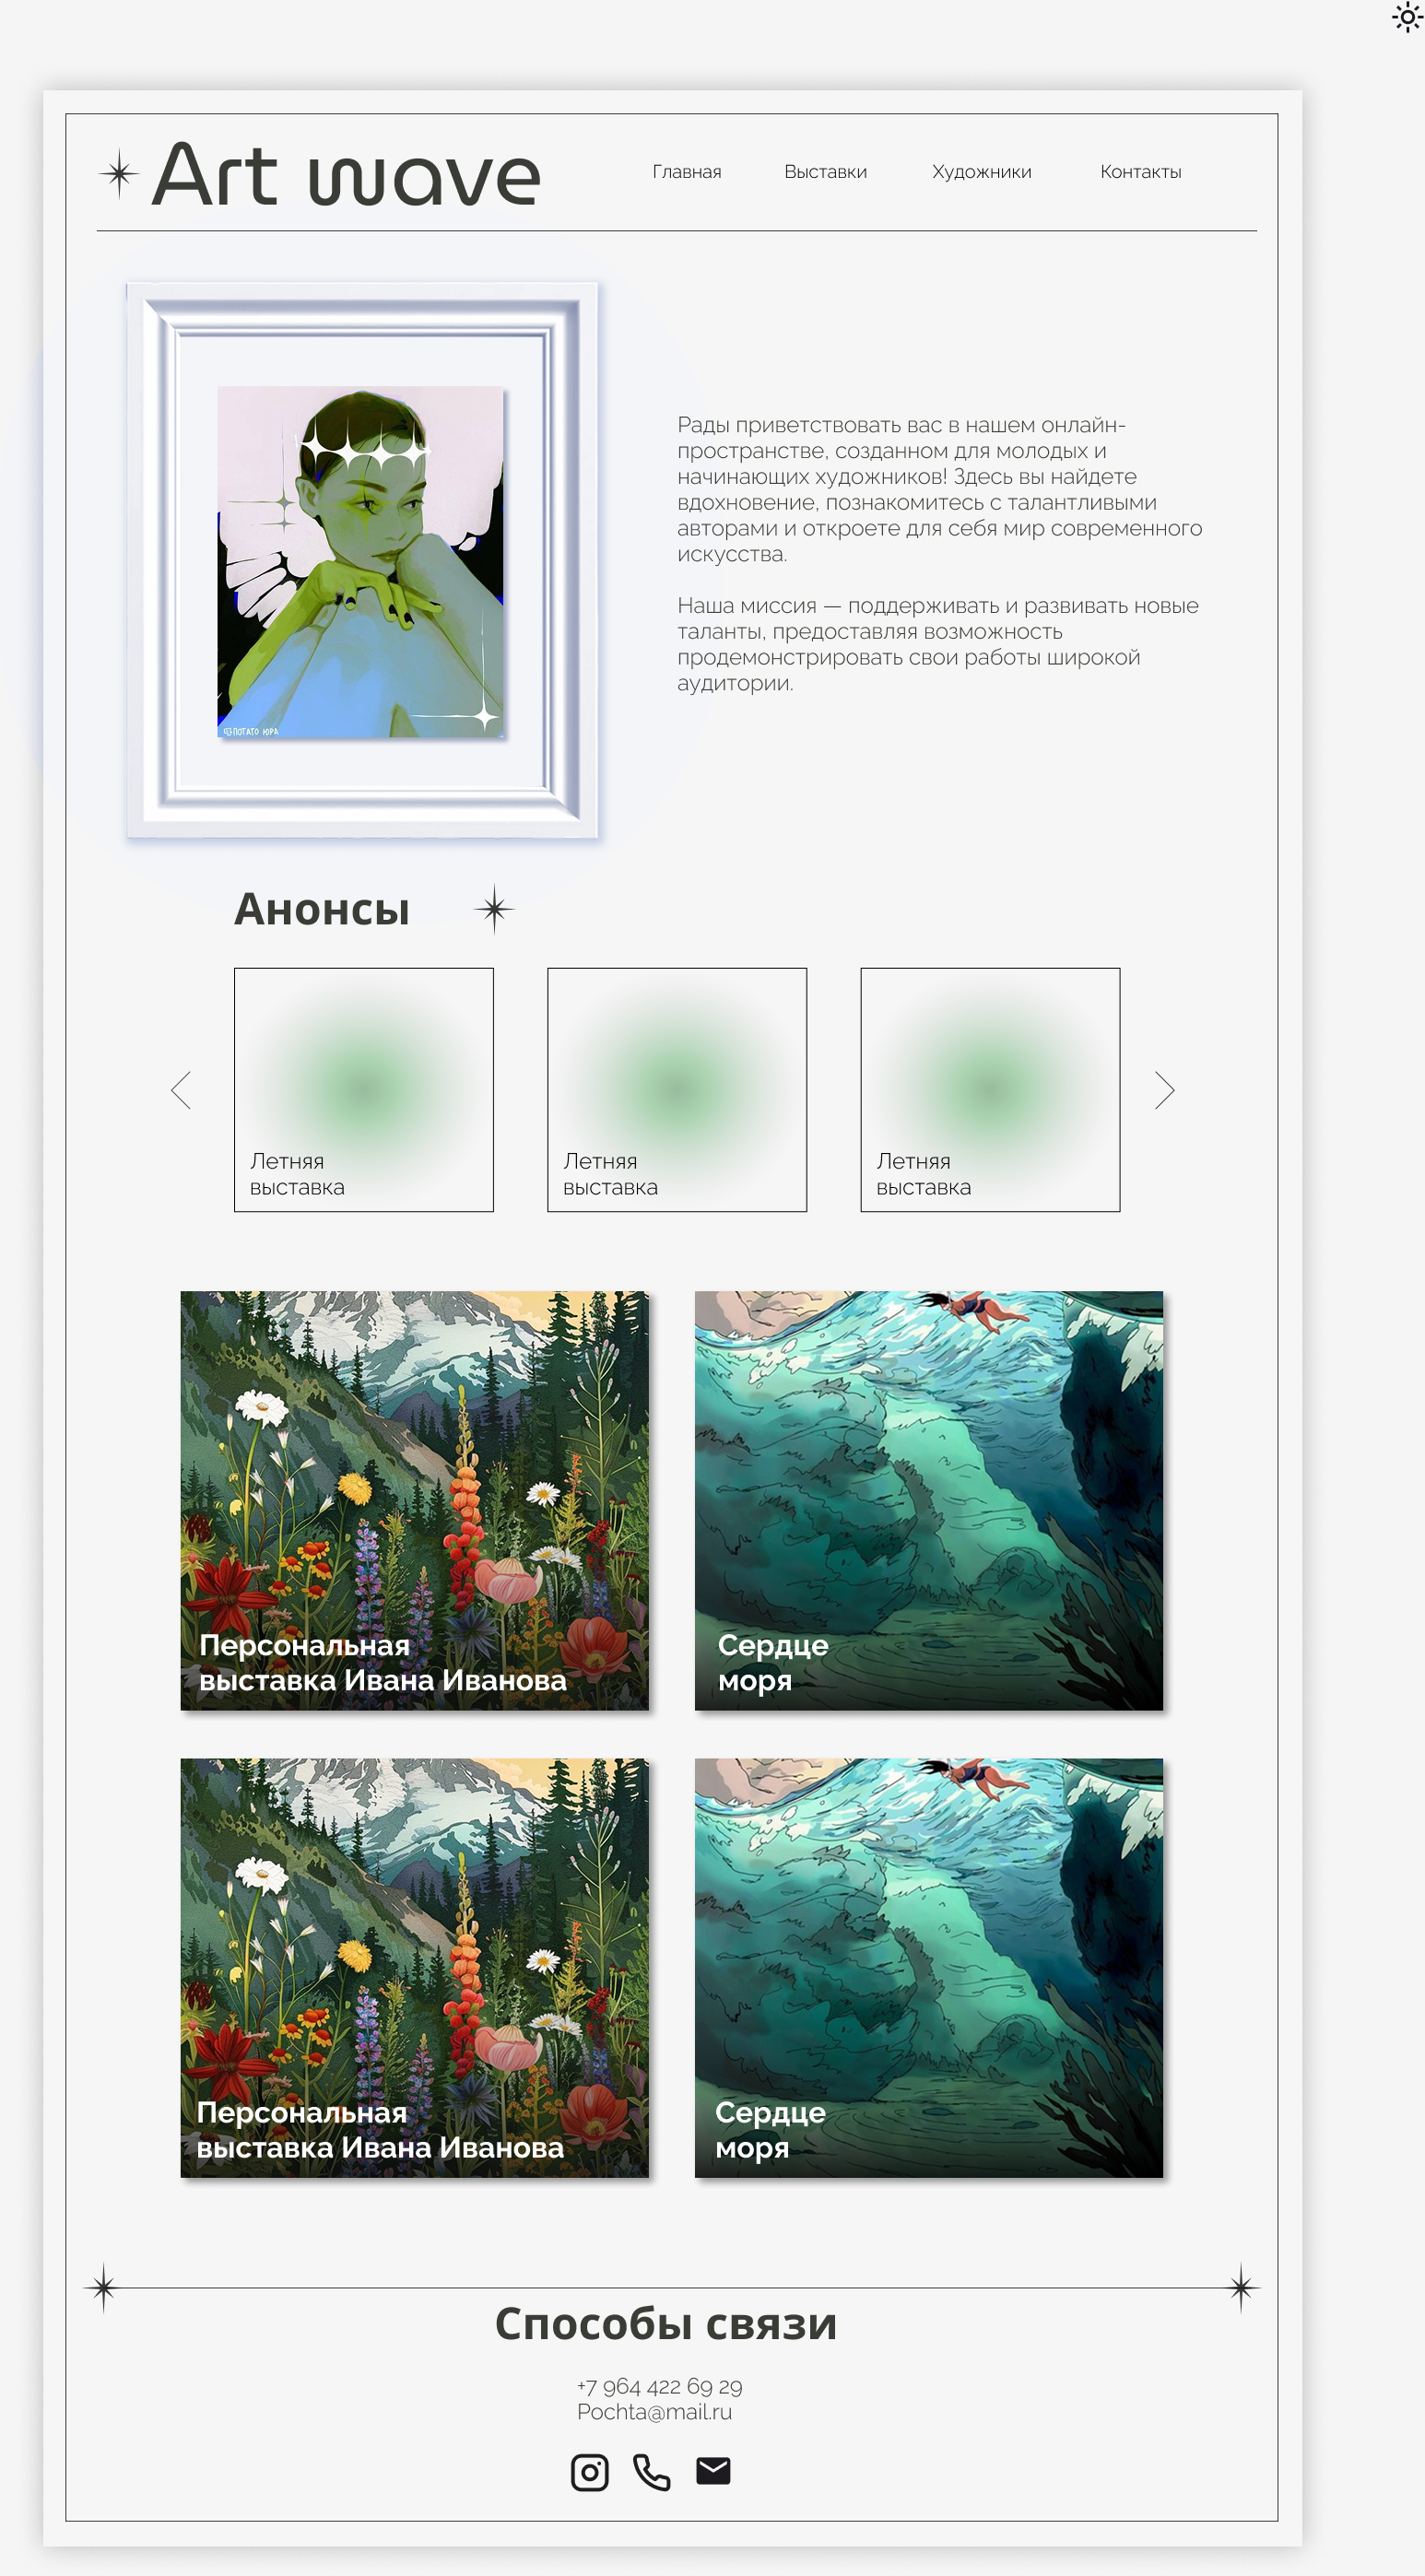 Art wave
Главная Выставки Художники Контакты
Рады приветствовать вас в нашем онлайн-
пространстве, созданном для молодых и
начинающих художников! Здесь вы найдете
вдохновение, познакомитесь с талантливыми
авторами и откроете для себя мир современного
искусства.
Наша миссия — поддерживать и развивать новые
таланты, предоставляя возможность
продемонстрировать свои работы широкой
аудитории.
ПОТАТО ЮРА
Анонсы
Летняя
выставка
Летняя
выставка
Летняя
выставка
Персональная
выставка Ивана Иванова
Сердце
моря
Персональная
выставка Ивана Иванова
Сердце
моря
Способы связи
+7 964 422 69 29
Pochta@mail.ru